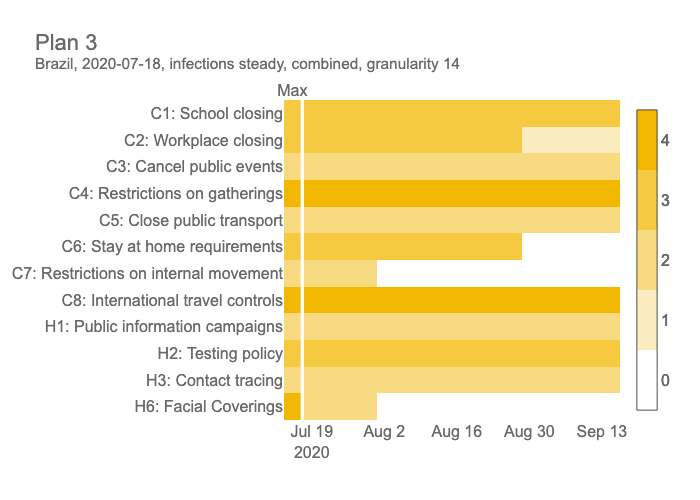 Plan 3
Brazil, 2020-07-18, infections steady, combined, granularity 14
Max
C1: School closing
C2: Workplace closing
C3: Cancel public events
C4: Restrictions on gatherings
C5: Close public transport
C6: Stay at home requirements
C7: Restrictions on internal movement
C8: International travel controls
H1: Public information campaigns
H2: Testing policy
H3: Contact tracing
H6: Facial Coverings
Jul 19 Aug 2 Aug 16 Aug 30 Sep 13
2020
4
3
2
1
0